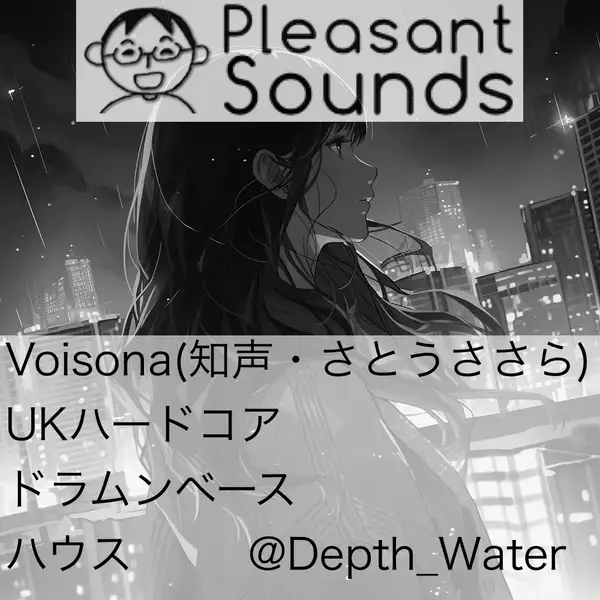 Pleasant
Sounds
Voisona(知声・さとうささら)
UKハードコア
ドラムンベース
ハウス @Depth_Water